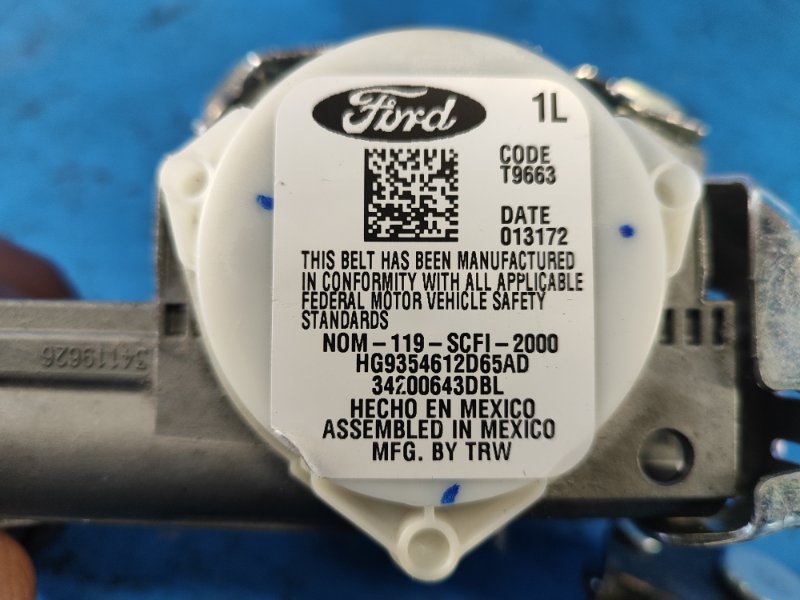 Ford
1L
CODE
T9663
DATE
013172
THIS BELT HAS BEEN MANUFACTURED
IN CONFORMITY WITH ALL APPLICABLE
FEDERAL MOTOR VEHICLE SAFETY
STANDARDS
NOM-119-SCFI-2000
HG9354612D65AD
34200643DBL
HECHO EN MEXICO
ASSEMBLED IN MEXICO
MFG. BY TRW
34119626